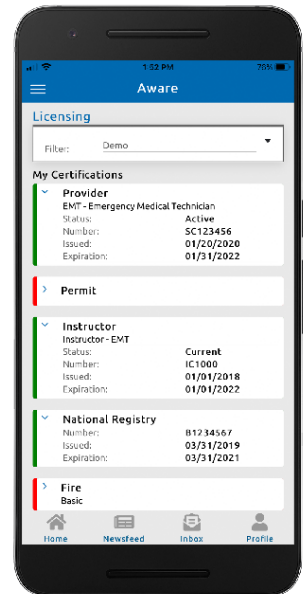 1:52 PM 78%
Aware
Licensing
Filter: Demo
My Certifications
Provider
EMT - Emergency Medical Technician
Status: Active
Number: SC123456
Issued: 01/20/2020
Expiration: 01/31/2022
Permit
Instructor
Instructor - EMT
Status: Current
Number: IC1000
Issued: 01/01/2018
Expiration: 01/01/2022
National Registry
Number: B1234567
Issued: 03/31/2019
Expiration: 03/31/2021
Fire
Basic
Home Newsfeed Inbox Profile